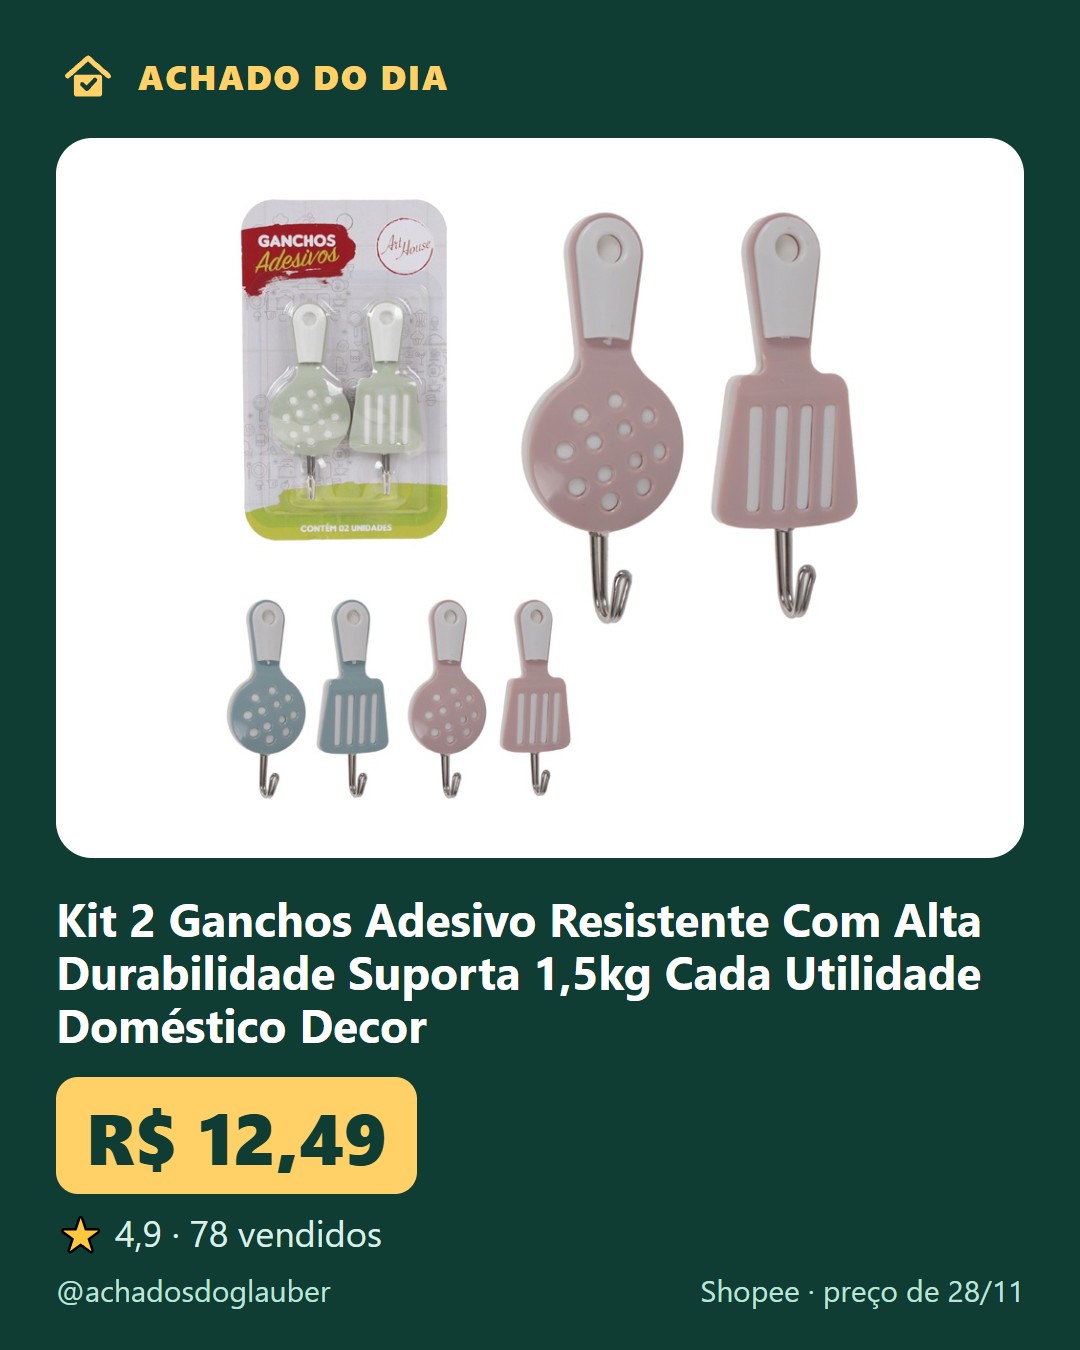 ACHADO DO DIA
GANCHOS
Adesivos
Art House
CONTÉM 02 UNIDADES
Kit 2 Ganchos Adesivo Resistente Com Alta
Durabilidade Suporta 1,5kg Cada Utilidade
Doméstico Decor
R$ 12,49
4,9 · 78 vendidos
@achadosdoglauber
Shopee · preço de 28/11